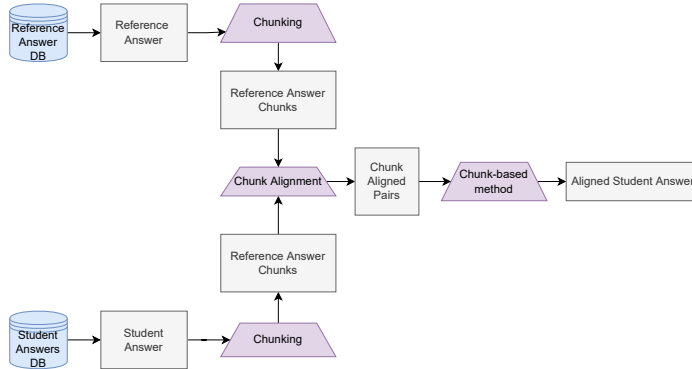 Reference
Answer
DB
Reference
Answer
Chunking
Reference Answer
Chunks
Chunk Alignment
Chunk
Aligned
Pairs
Chunk-based
method
Aligned Student Answer
Reference Answer
Chunks
Student
Answers
DB
Student
Answer
Chunking